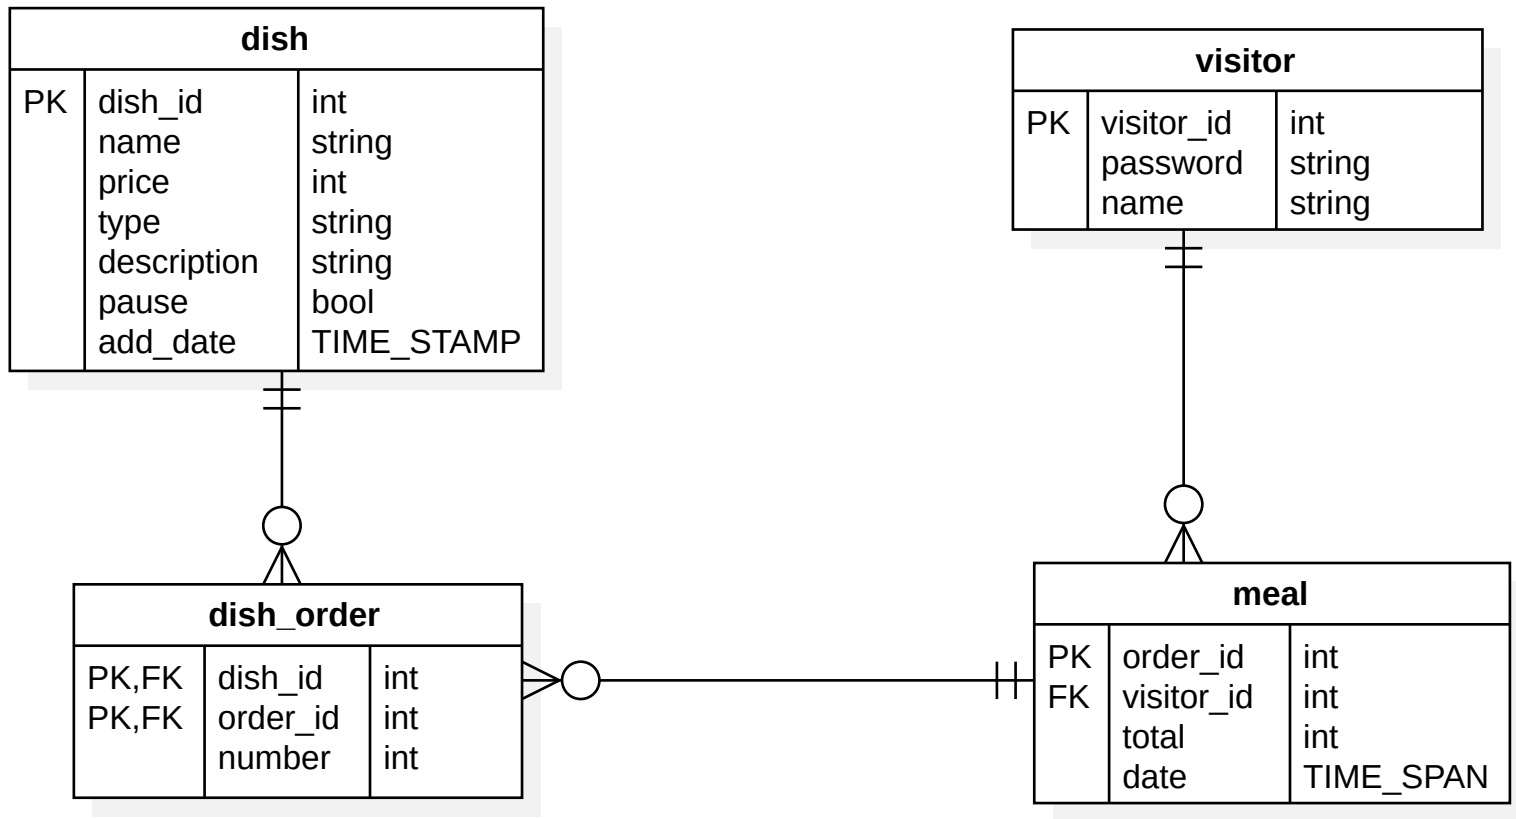 dish
PK dish_id int
name string
price int
type string
description string
pause bool
add_date TIME_STAMP
visitor
PK visitor_id int
password string
name string
dish_order
PK,FK dish_id int
PK,FK order_id int
number int
meal
PK order_id int
FK visitor_id int
total int
date TIME_SPAN